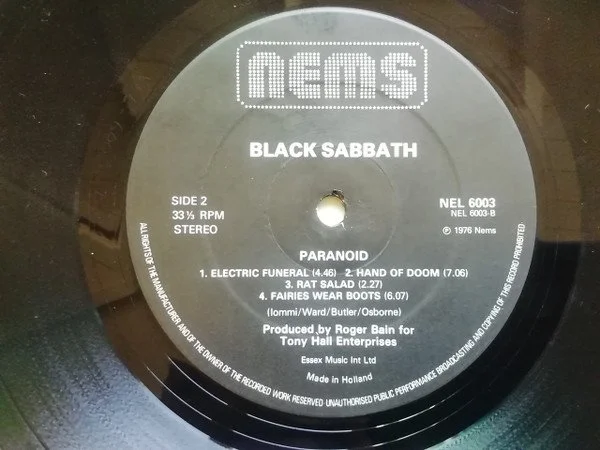 nems
BLACK SABBATH
SIDE 2
33⅓ RPM
STEREO
NEL 6003
NEL 6003-B
℗ 1976 Nems
PARANOID
1. ELECTRIC FUNERAL (4.46) 2. HAND OF DOOM (7.06)
3. RAT SALAD (2.27)
4. FAIRIES WEAR BOOTS (6.07)
(Iommi/Ward/Butler/Osborne)
Produced by Roger Bain for
Tony Hall Enterprises
Essex Music Int Ltd
Made in Holland
ALL RIGHTS OF THE MANUFACTURER AND OF THE OWNER OF THE RECORDED WORK RESERVED UNAUTHORISED PUBLIC PERFORMANCE BROADCASTING AND COPYING OF THIS RECORD PROHIBITED